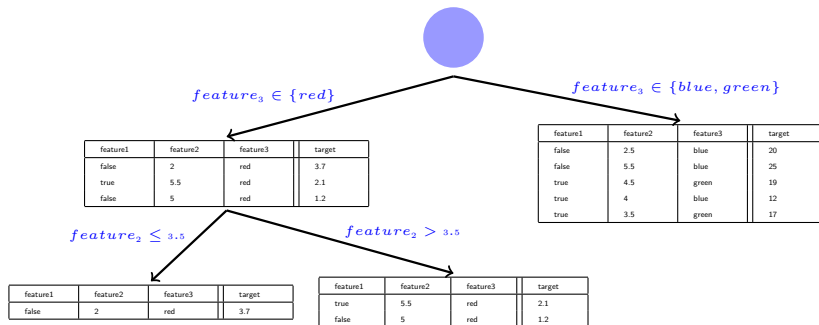 feature₃ ∈ {red}
feature₃ ∈ {blue, green}
feature1 feature2 feature3 target
false 2 red 3.7
true 5.5 red 2.1
false 5 red 1.2
feature1 feature2 feature3 target
false 2.5 blue 20
false 5.5 blue 25
true 4.5 green 19
true 4 blue 12
true 3.5 green 17
feature₂ ≤ 3.5
feature₂ > 3.5
feature1 feature2 feature3 target
false 2 red 3.7
feature1 feature2 feature3 target
true 5.5 red 2.1
false 5 red 1.2